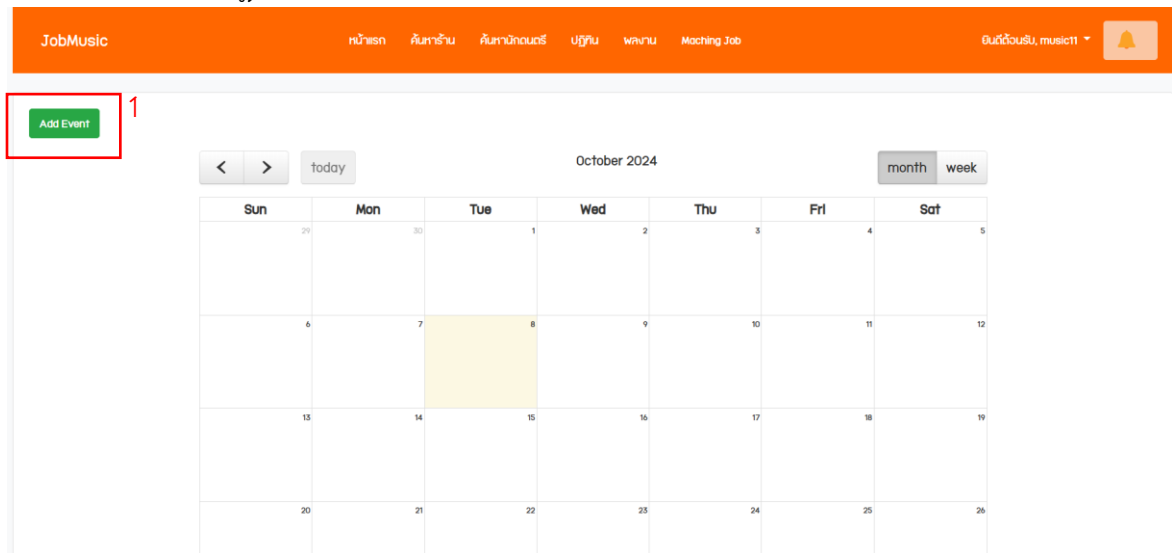 JobMusic หน้าแรก ค้นหาร้าน ค้นหานักดนตรี ปฏิทิน ผลงาน Maching Job ยินดีต้อนรับ, music11
Add Event 1
today October 2024 month week
Sun Mon Tue Wed Thu Fri Sat
29 30 1 2 3 4 5
6 7 8 9 10 11 12
13 14 15 16 17 18 19
20 21 22 23 24 25 26